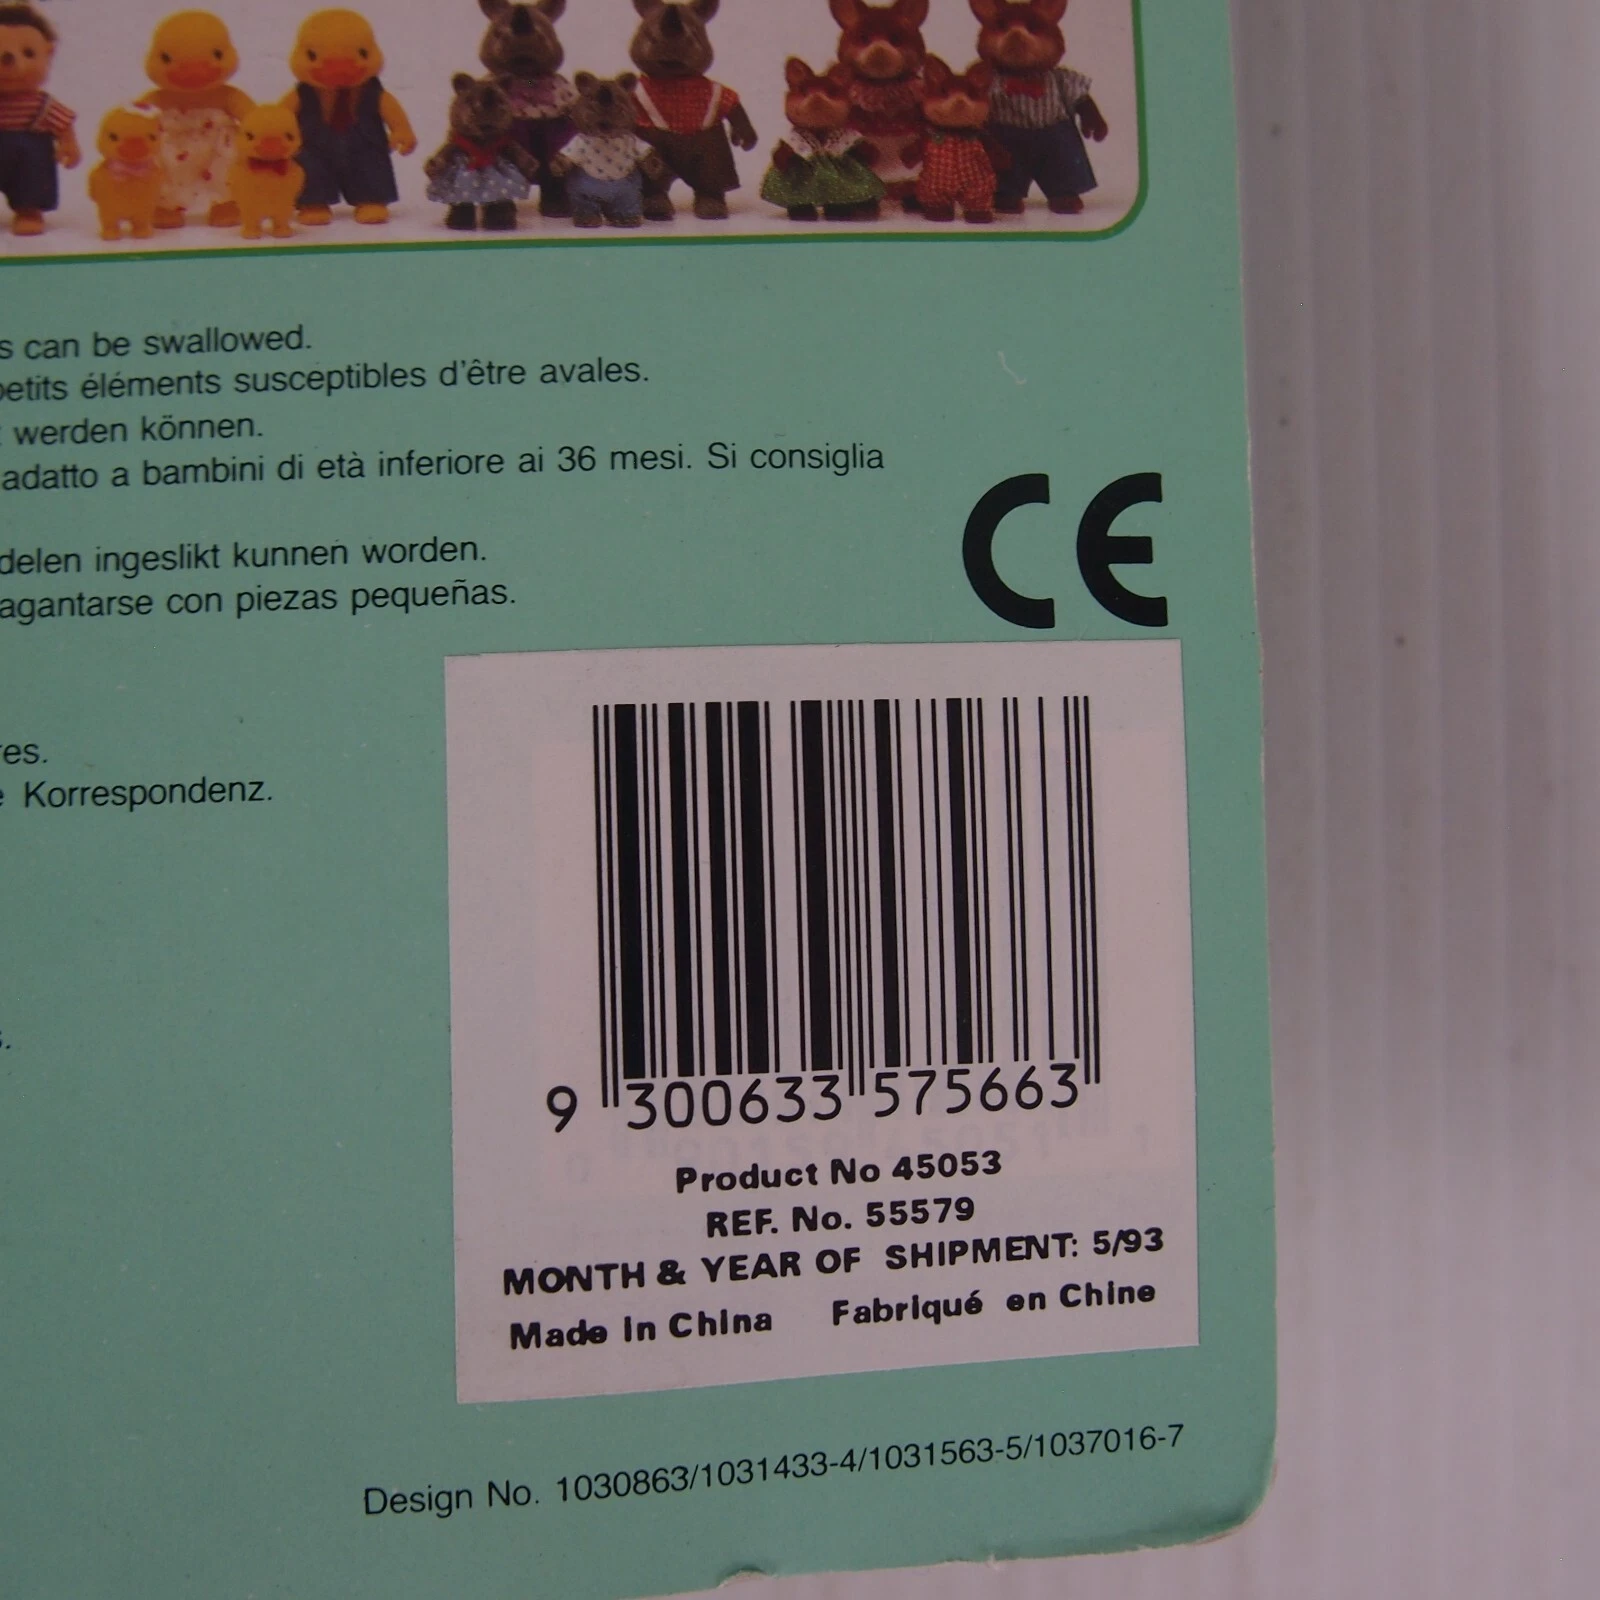 s can be swallowed.
petits éléments susceptibles d'être avales.
werden können.
adatto a bambini di età inferiore ai 36 mesi. Si consiglia
delen ingeslikt kunnen worden.
agantarse con piezas pequeñas.
CE
res.
e Korrespondenz.
s.
9 300633 575663
Product No 45053
REF. No. 55579
MONTH & YEAR OF SHIPMENT: 5/93
Made in China Fabriqué en Chine
Design No. 1030863/1031433-4/1031563-5/1037016-7